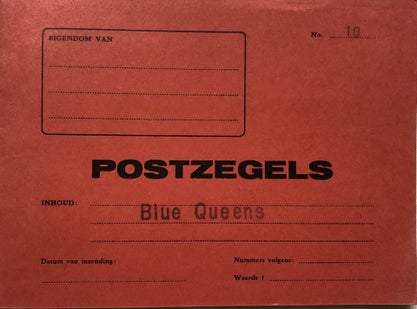 EIGENDOM VAN
No. 10
POSTZEGELS
INHOUD:
Blue Queens
Datum van inzending:
Nummers volgens:
Waarde f